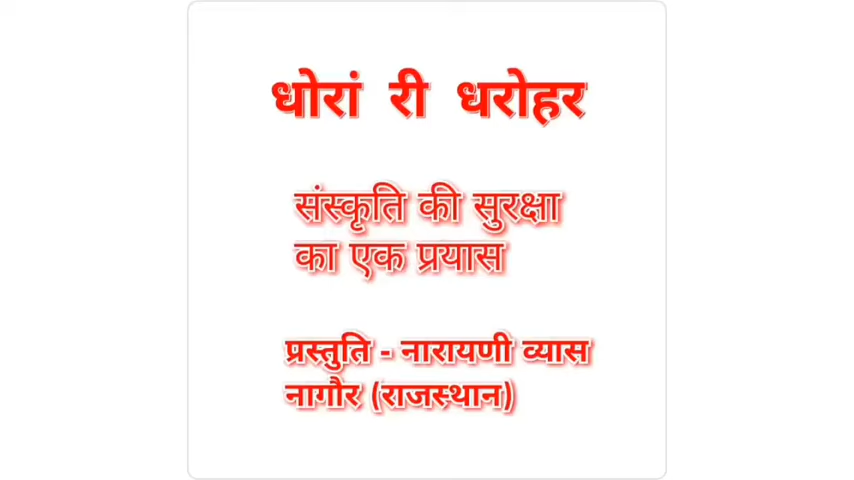 धोरां री धरोहर
संस्कृति की सुरक्षा
का एक प्रयास
प्रस्तुति - नारायणी व्यास
नागौर (राजस्थान)